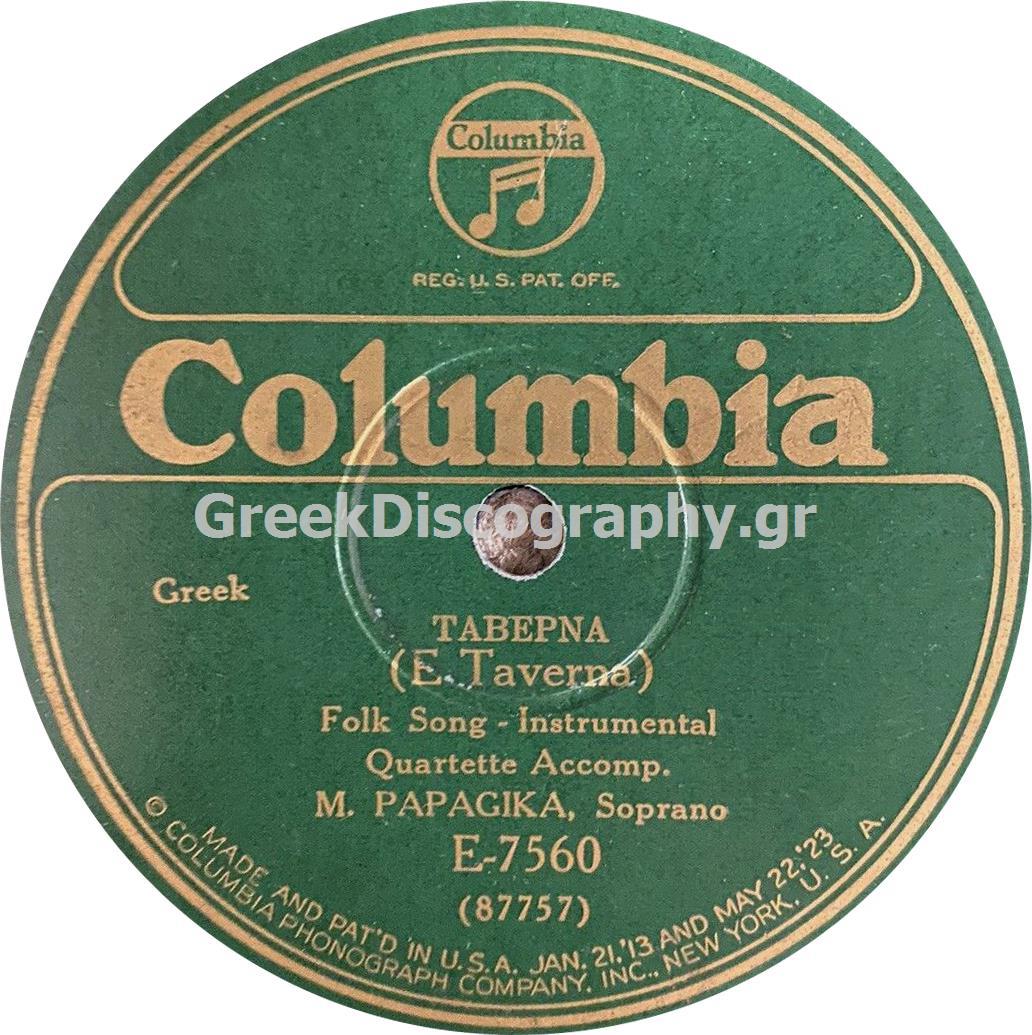 Columbia
REG. U. S. PAT. OFF.
Columbia
GreekDiscography.gr
Greek
ΤΑΒΕΡΝΑ
(E Taverna)
Folk Song - Instrumental
Quartette Accomp.
M. PAPAGIKA, Soprano
E-7560
(87757)
MADE AND PAT'D IN U.S.A. JAN. 21,'13 AND MAY 22,'23
© COLUMBIA PHONOGRAPH COMPANY, INC., NEW YORK, U. S. A.